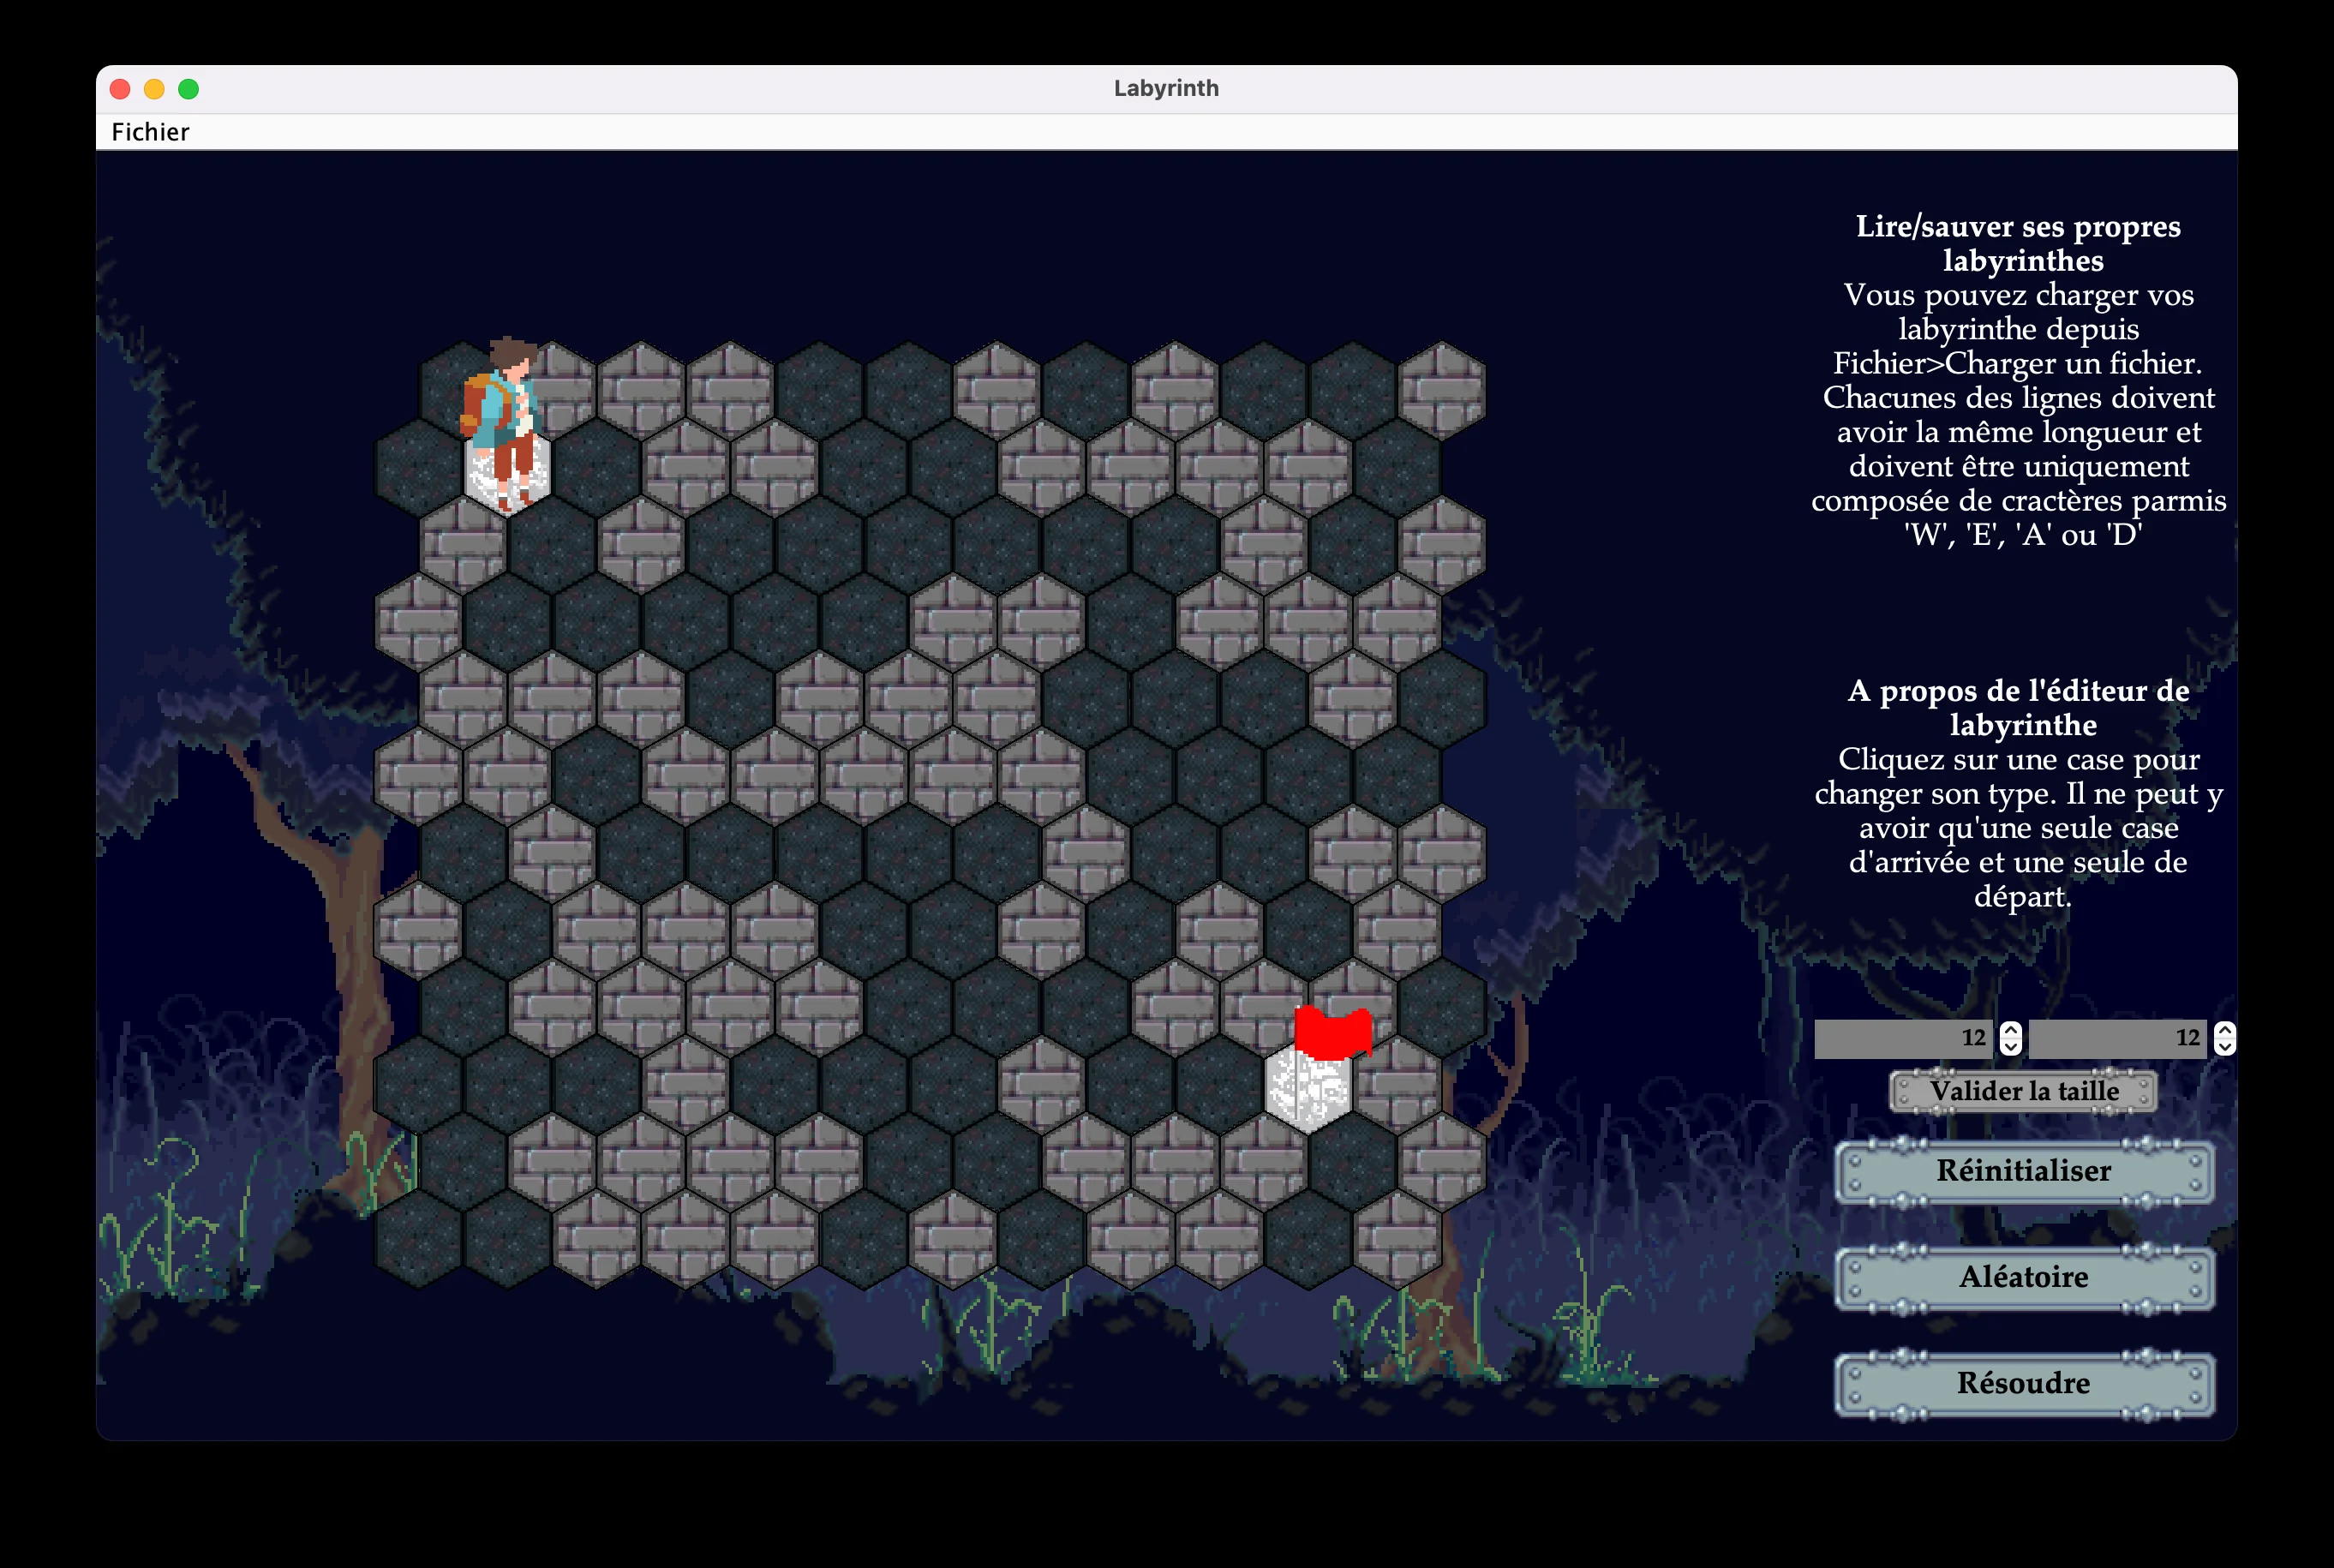 Labyrinth
Fichier
Lire/sauver ses propres
labyrinthes
Vous pouvez charger vos
labyrinthe depuis
Fichier>Charger un fichier.
Chacunes des lignes doivent
avoir la même longueur et
doivent être uniquement
composée de cractères parmis
'W', 'E', 'A' ou 'D'
A propos de l'éditeur de
labyrinthe
Cliquez sur une case pour
changer son type. Il ne peut y
avoir qu'une seule case
d'arrivée et une seule de
départ.
12 12
Valider la taille
Réinitialiser
Aléatoire
Résoudre